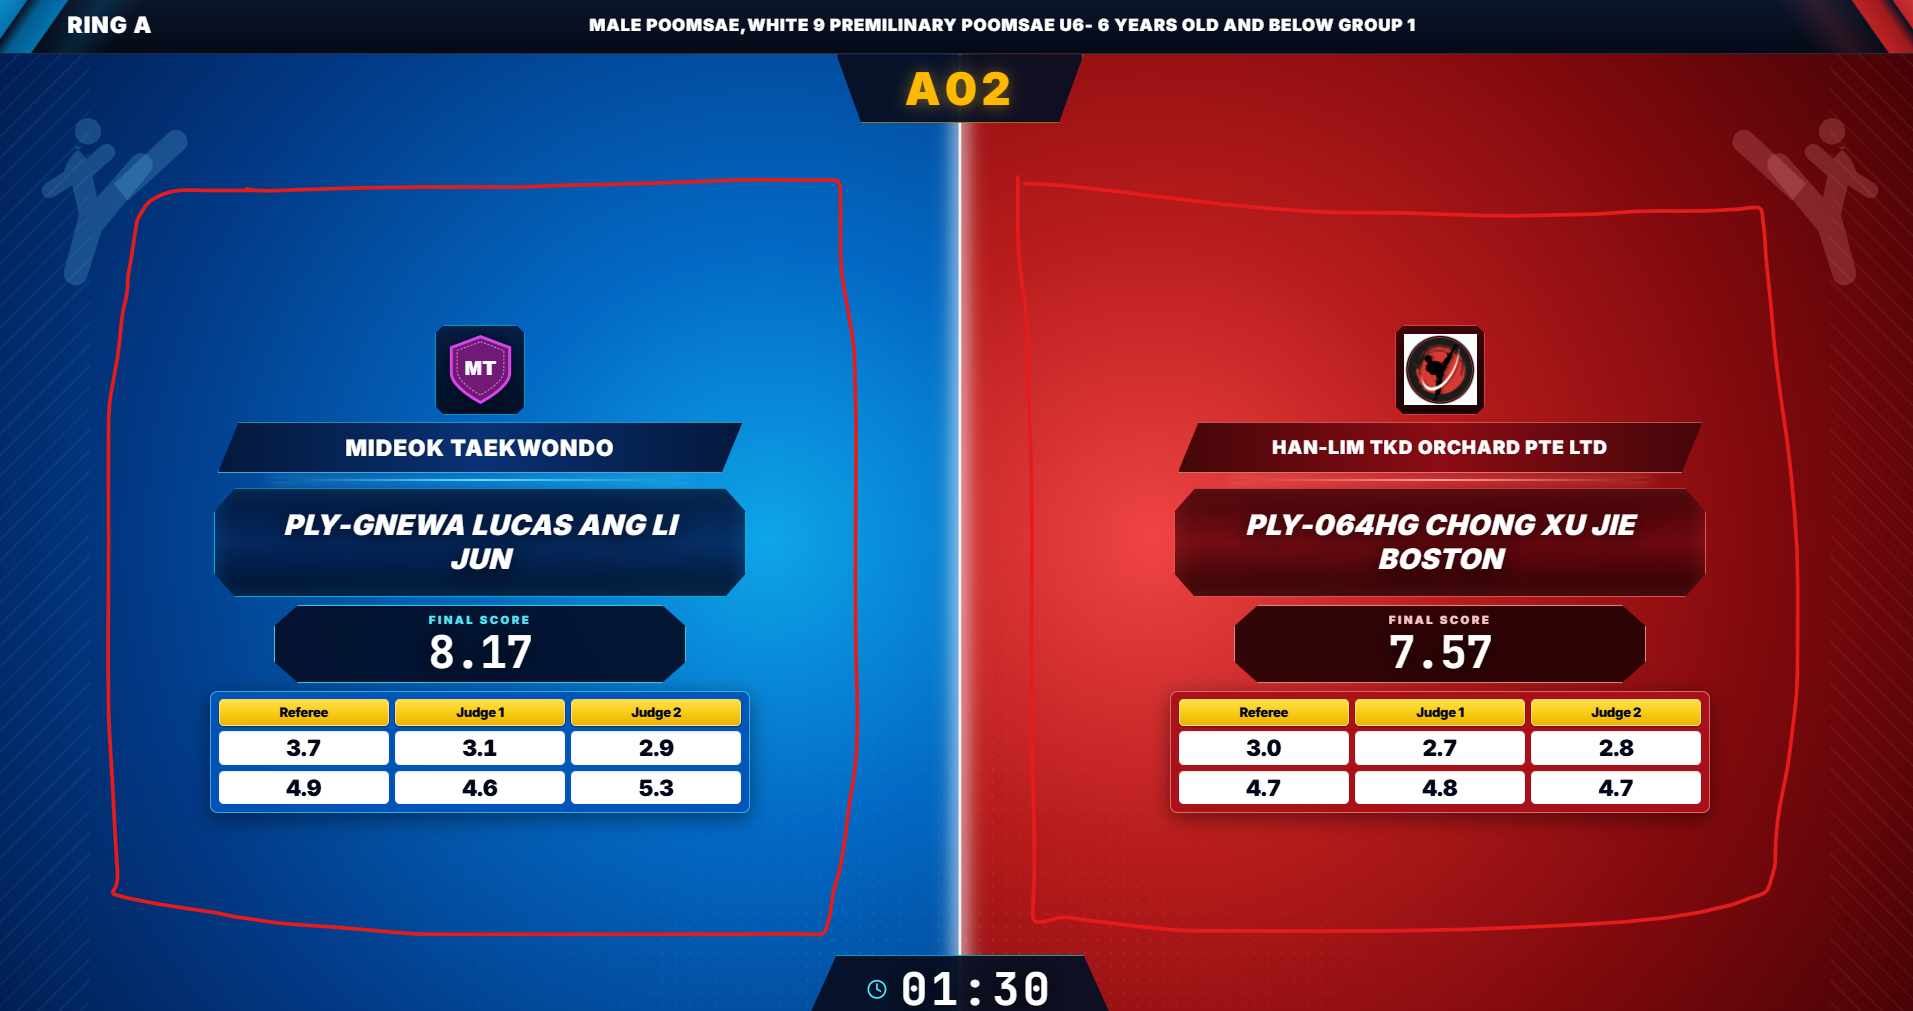 RING A
MALE POOMSAE, WHITE 9 PREMILINARY POOMSAE U6- 6 YEARS OLD AND BELOW GROUP 1
A02
MT
MIDEOK TAEKWONDO
PLY-GNEWA LUCAS ANG LI
JUN
FINAL SCORE
8.17
Referee Judge 1 Judge 2
3.7 3.1 2.9
4.9 4.6 5.3
HAN-LIM TKD ORCHARD PTE LTD
PLY-064HG CHONG XU JIE
BOSTON
FINAL SCORE
7.57
Referee Judge 1 Judge 2
3.0 2.7 2.8
4.7 4.8 4.7
01:30